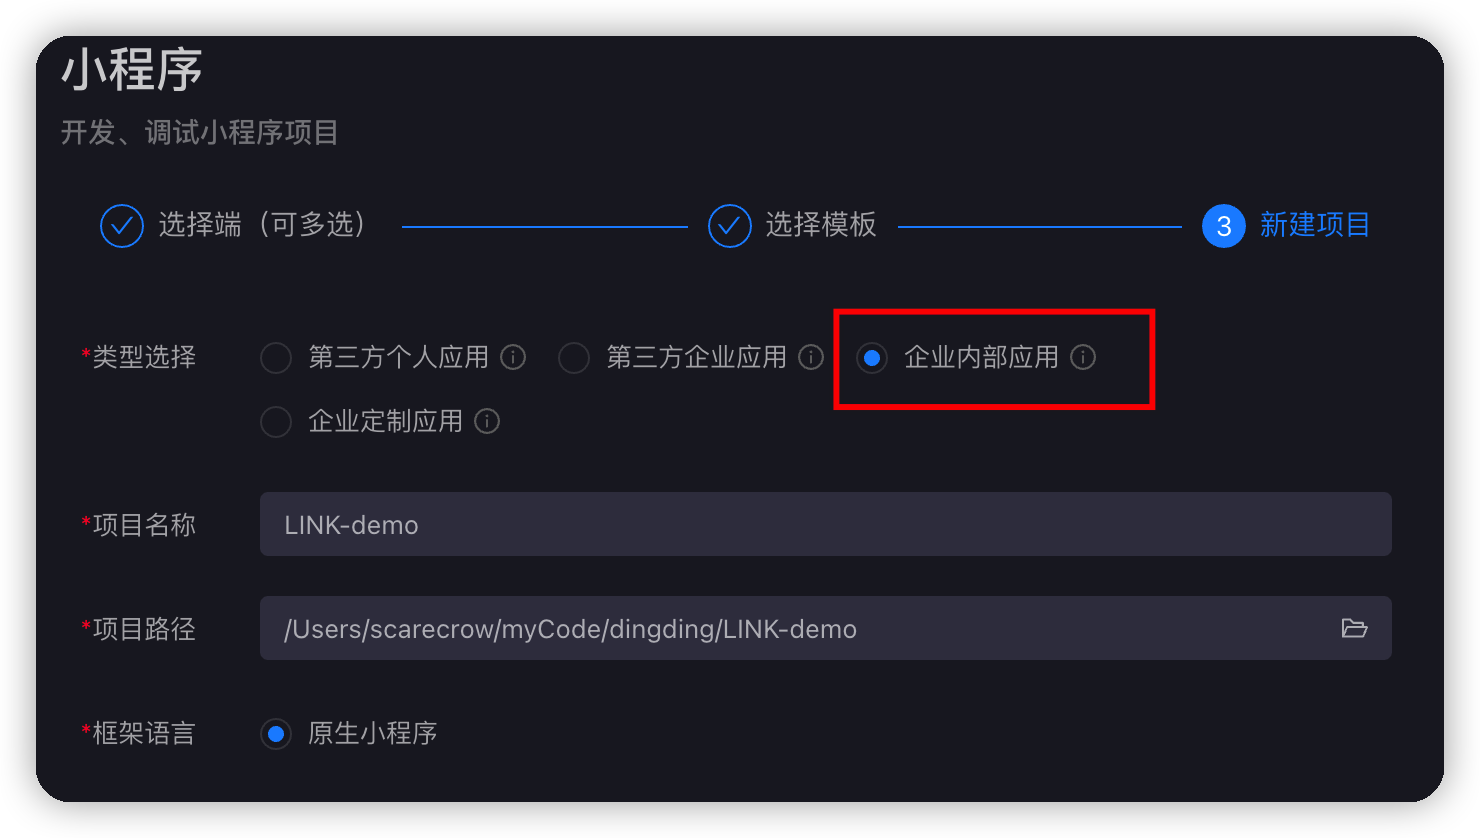 小程序
开发、调试小程序项目
选择端（可多选） 选择模板 3 新建项目
*类型选择 第三方个人应用 第三方企业应用 企业内部应用
企业定制应用
*项目名称 LINK-demo
*项目路径 /Users/scarecrow/myCode/dingding/LINK-demo
*框架语言 原生小程序